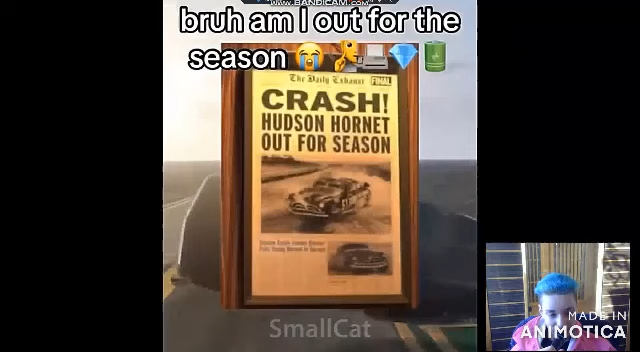 WWW.BANDICAM.COM
bruh am I out for the
season
The Daily Exhaust FINAL
CRASH!
HUDSON HORNET
OUT FOR SEASON
SmallCat
MADE IN
ANIMOTICA